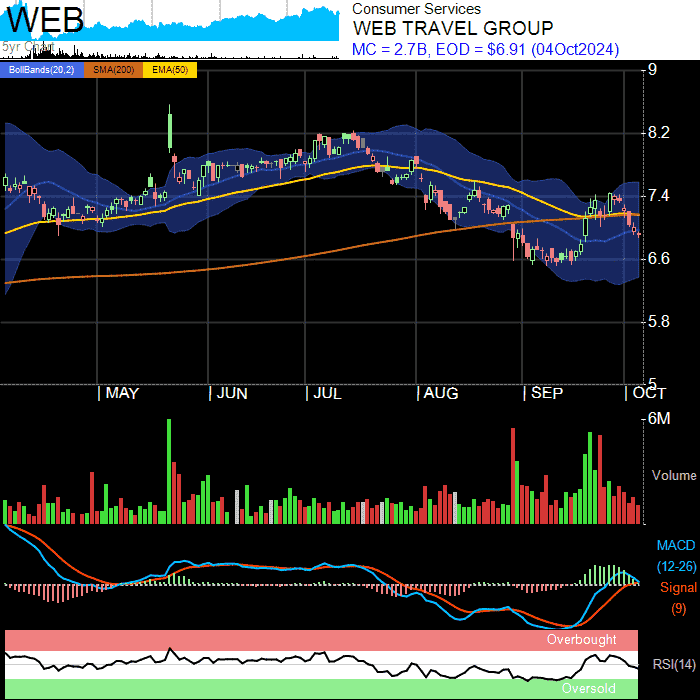 WEB
5yr Chart
Consumer Services
WEB TRAVEL GROUP
MC = 2.7B, EOD = $6.91 (04Oct2024)
BollBands(20,2) SMA(200) EMA(50)
9
8.2
7.4
6.6
5.8
5
MAY JUN JUL AUG SEP OCT
6M
Volume
MACD
(12-26)
Signal
(9)
Overbought
RSI(14)
Oversold